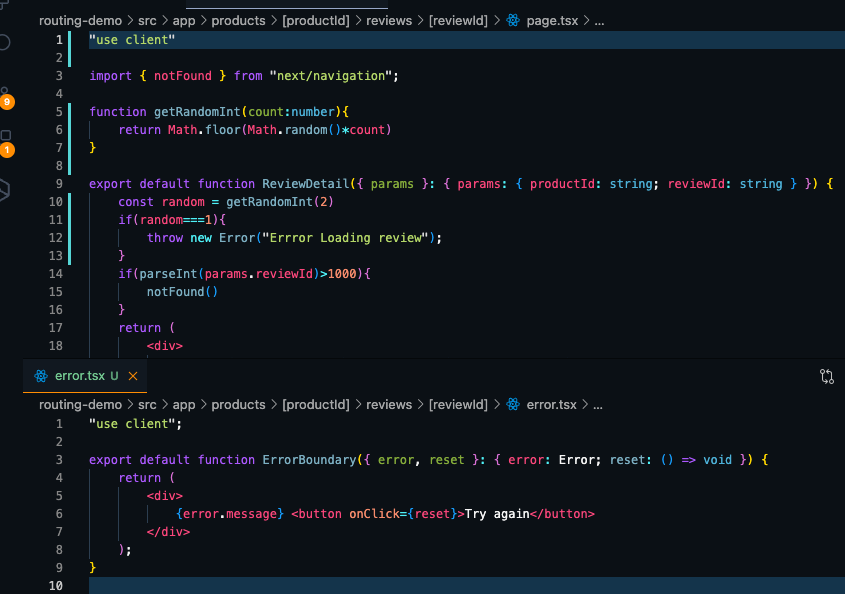 routing-demo > src > app > products > [productId] > reviews > [reviewId] > page.tsx > ...
1 "use client"
2
3 import { notFound } from "next/navigation";
4
5 function getRandomInt(count:number){
6 return Math.floor(Math.random()*count)
7 }
8
9 export default function ReviewDetail({ params }: { params: { productId: string; reviewId: string } }) {
10 const random = getRandomInt(2)
11 if(random===1){
12 throw new Error("Errror Loading review");
13 }
14 if(parseInt(params.reviewId)>1000){
15 notFound()
16 }
17 return (
18 <div>
9
1
error.tsx U ×
routing-demo > src > app > products > [productId] > reviews > [reviewId] > error.tsx > ...
1 "use client";
2
3 export default function ErrorBoundary({ error, reset }: { error: Error; reset: () => void }) {
4 return (
5 <div>
6 {error.message} <button onClick={reset}>Try again</button>
7 </div>
8 );
9 }
10